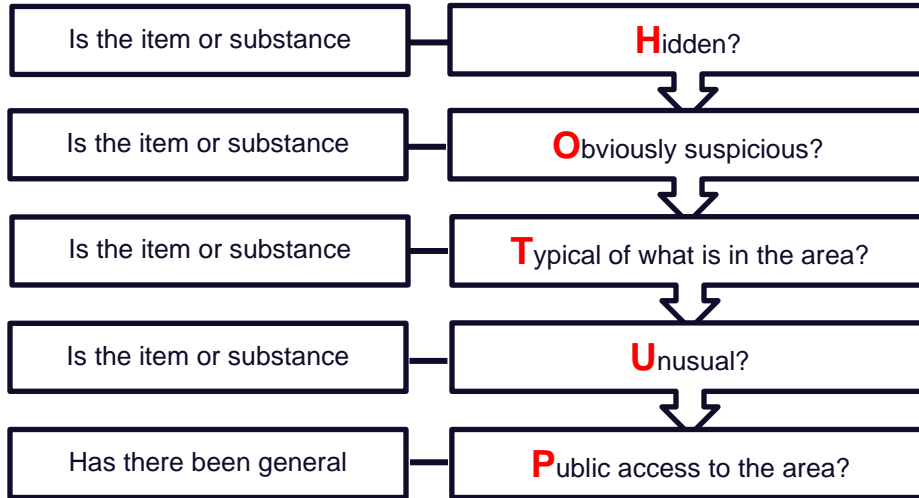 Is the item or substance
Hidden?
Is the item or substance
Obviously suspicious?
Is the item or substance
Typical of what is in the area?
Is the item or substance
Unusual?
Has there been general
Public access to the area?